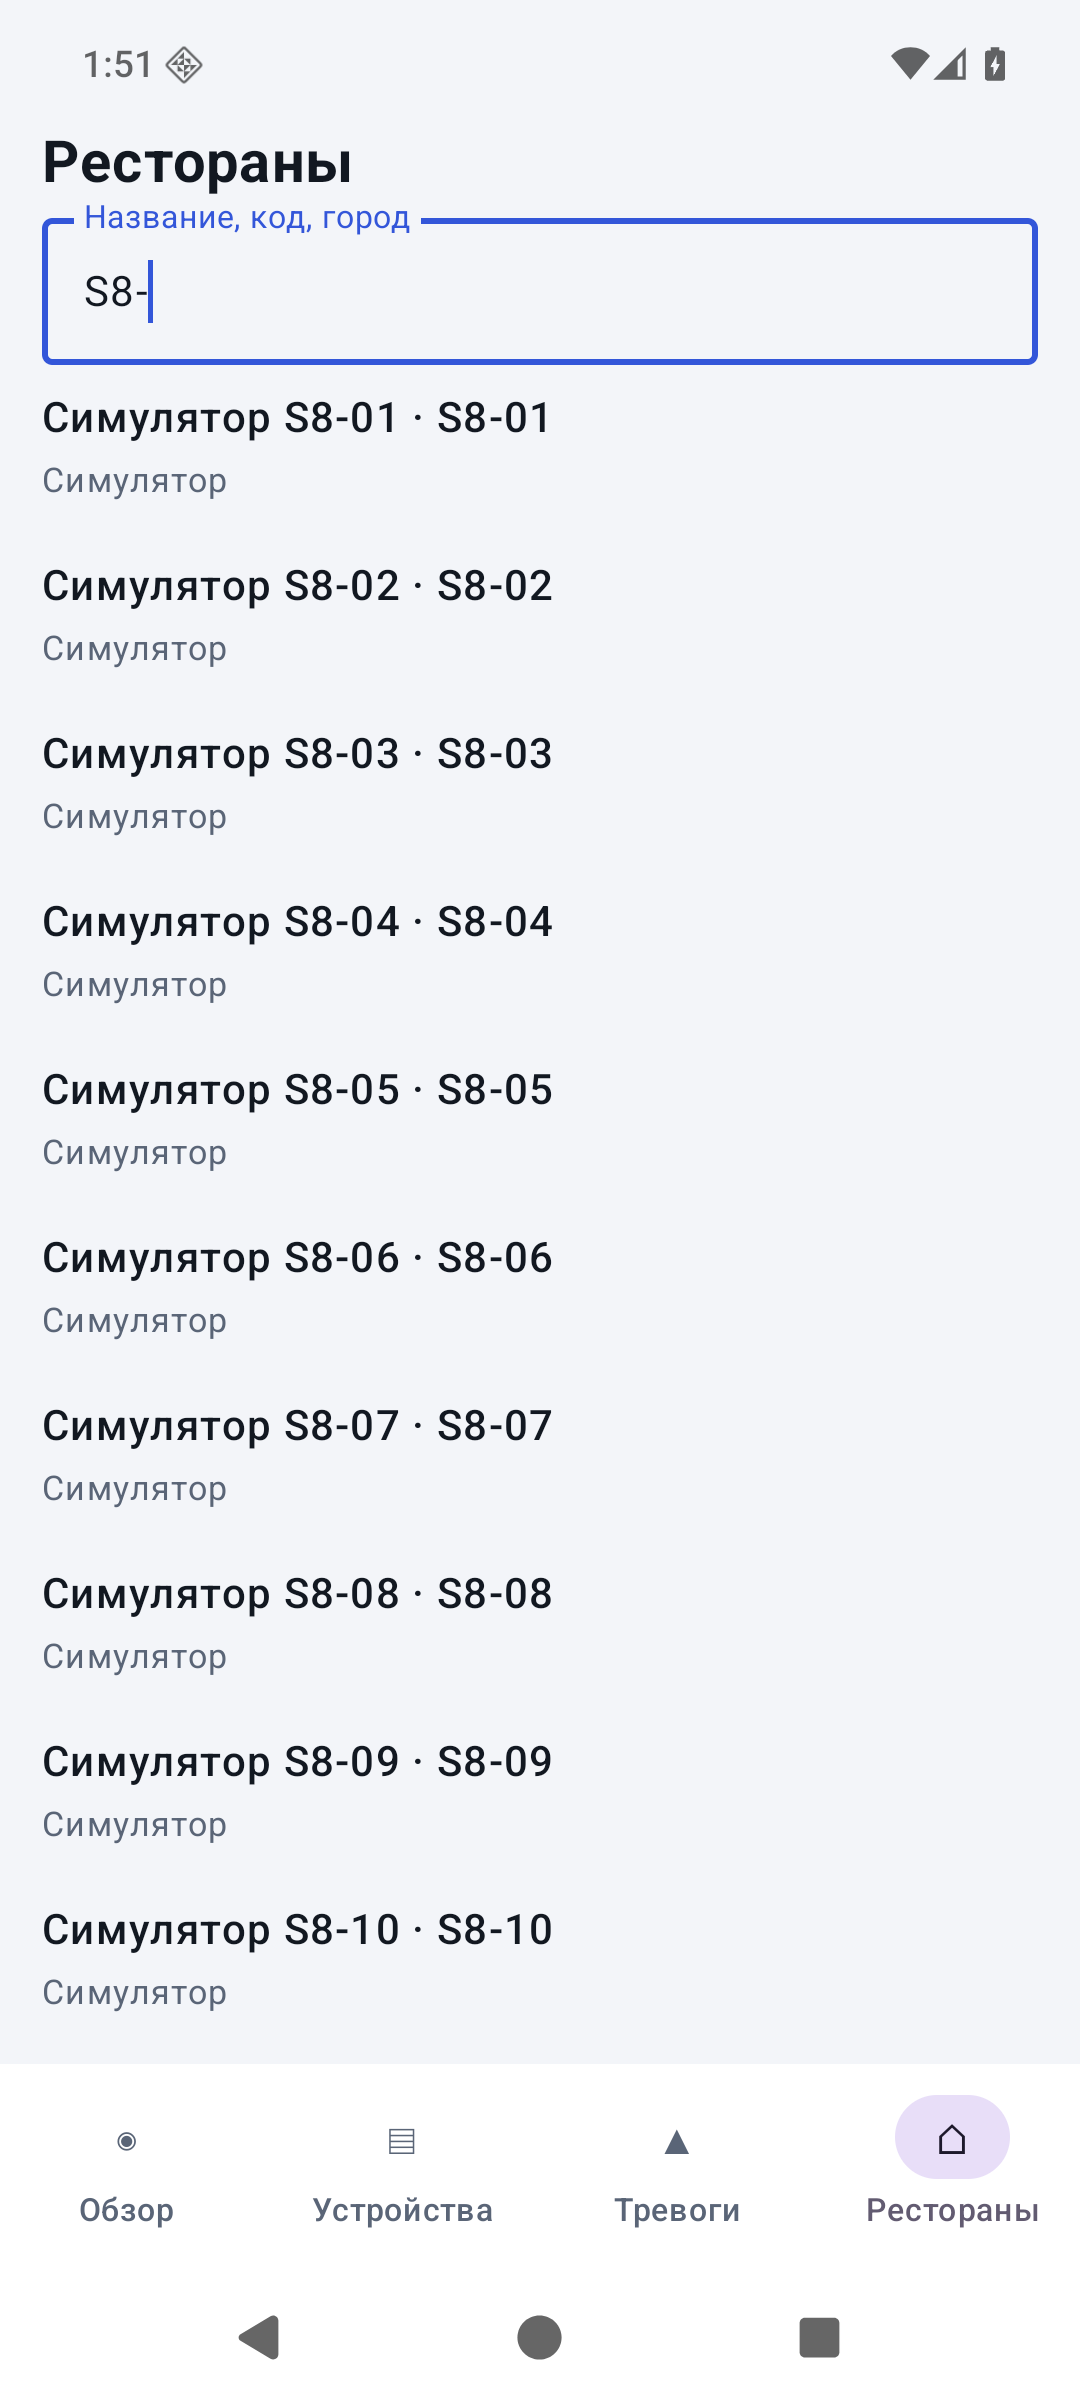 1:51
Рестораны
Название, код, город
S8-
Симулятор S8-01 · S8-01
Симулятор
Симулятор S8-02 · S8-02
Симулятор
Симулятор S8-03 · S8-03
Симулятор
Симулятор S8-04 · S8-04
Симулятор
Симулятор S8-05 · S8-05
Симулятор
Симулятор S8-06 · S8-06
Симулятор
Симулятор S8-07 · S8-07
Симулятор
Симулятор S8-08 · S8-08
Симулятор
Симулятор S8-09 · S8-09
Симулятор
Симулятор S8-10 · S8-10
Симулятор
Обзор Устройства Тревоги Рестораны